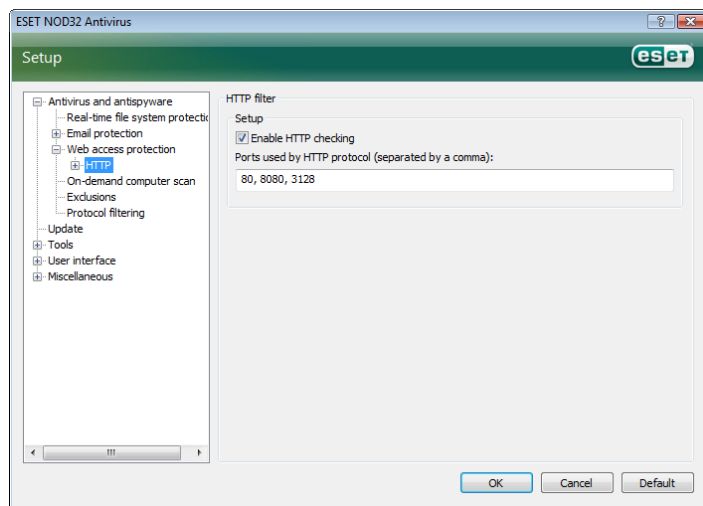 ESET NOD32 Antivirus
Setup
eseT
Antivirus and antispyware
Real-time file system protectic
Email protection
Web access protection
HTTP
On-demand computer scan
Exclusions
Protocol filtering
Update
Tools
User interface
Miscellaneous
HTTP filter
Setup
Enable HTTP checking
Ports used by HTTP protocol (separated by a comma):
80, 8080, 3128
OK
Cancel
Default